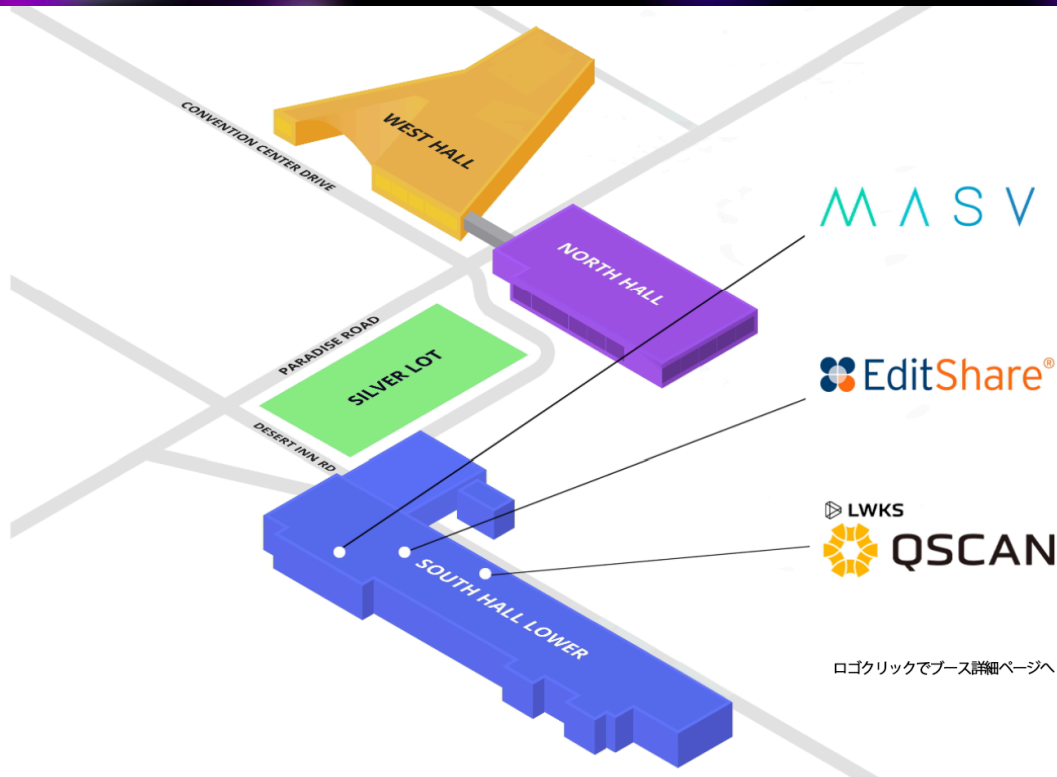 CONVENTION CENTER DRIVE
WEST HALL
MASV
NORTH HALL
PARADISE ROAD
SILVER LOT
EditShare®
DESERT INN RD
LWKS
QSCAN
SOUTH HALL LOWER
ロゴクリックでブース詳細ページへ